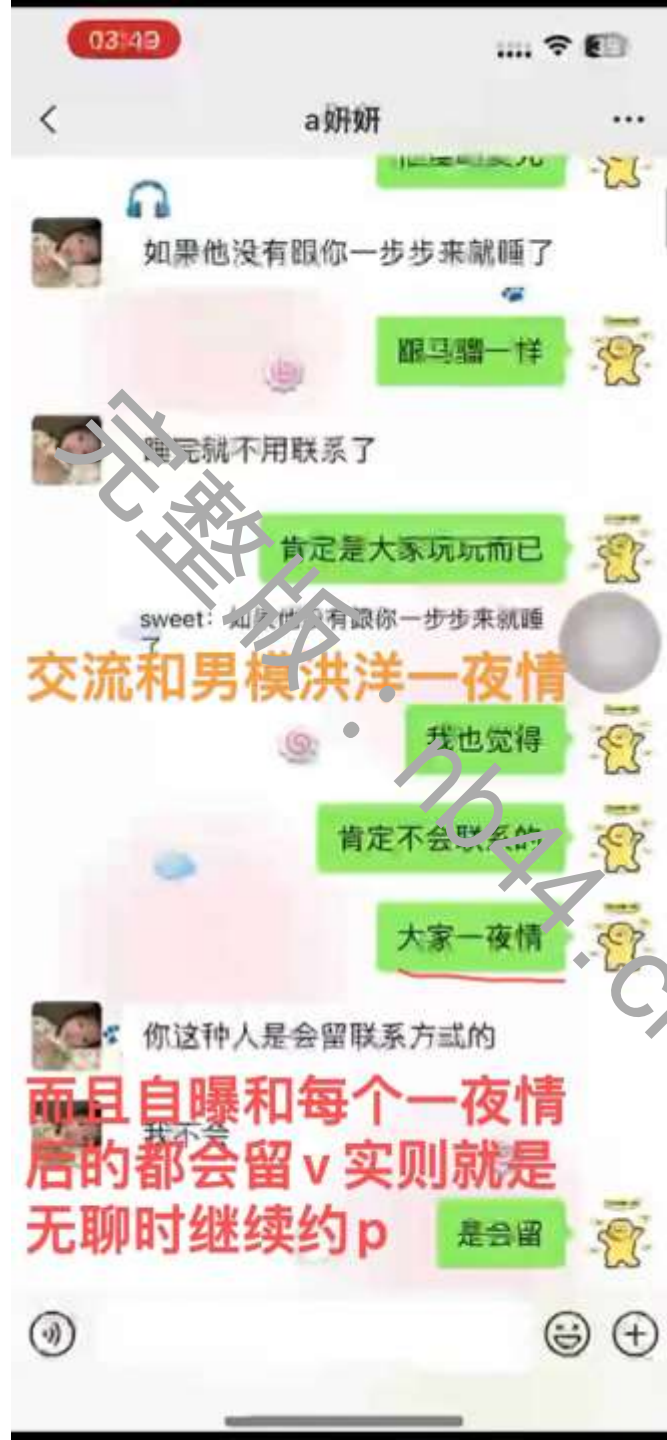 03:49
a妍妍
如果他没有跟你一步步来就睡了
跟马骝一样
睡完就不用联系了
肯定是大家玩玩而已
sweet：如果他没有跟你一步步来就睡
了
交流和男模洪洋一夜情
我也觉得
肯定不会联系的
大家一夜情
你这种人是会留联系方式的
我不会
而且自曝和每个一夜情
后的都会留v实则就是
无聊时继续约p
是会留
完整版：nb44.c